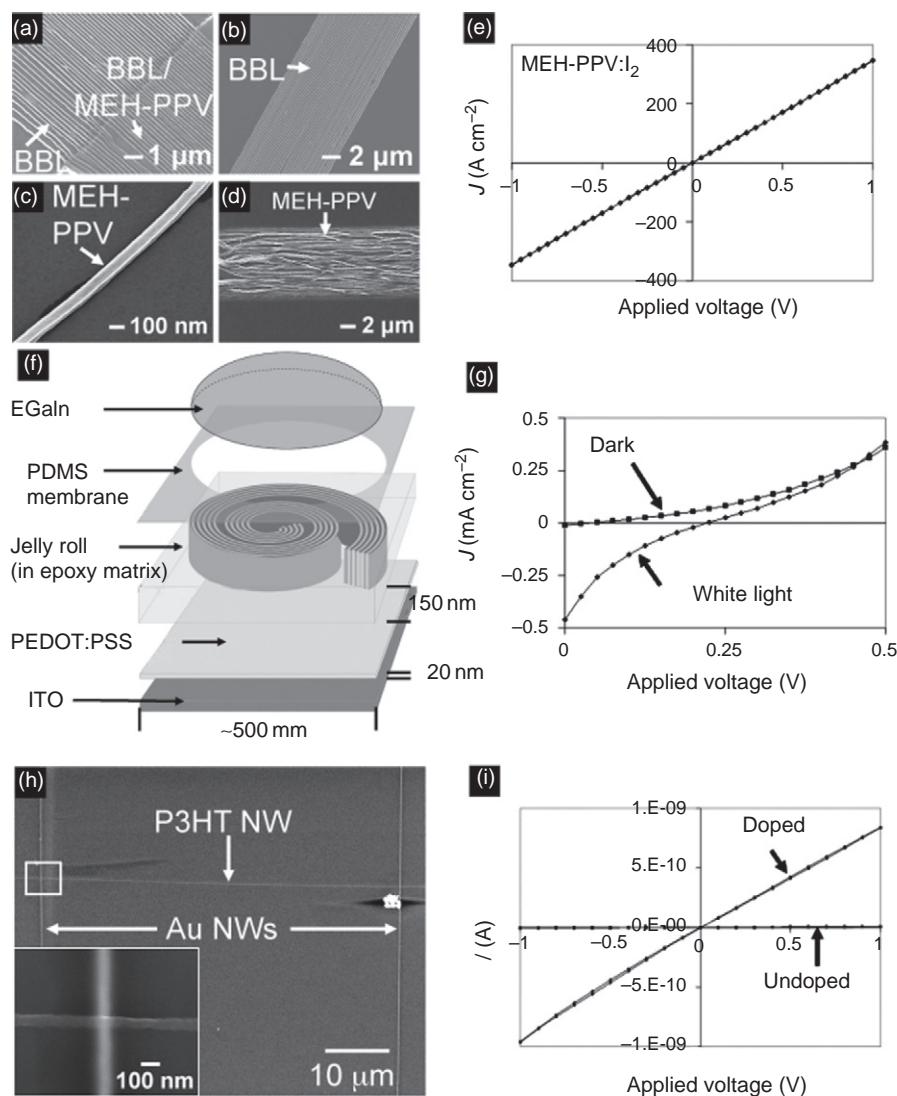 (a)
BBL/
MEH-PPV
BBL
1 μm
(b)
BBL
2 μm
(c)
MEH-
PPV
100 nm
(d)
MEH-PPV
2 μm
(e)
MEH-PPV:I₂
400
200
0
−200
−400
−1
−0.5
0.5
1
J (A cm⁻²)
Applied voltage (V)
(f)
EGaIn
PDMS
membrane
Jelly roll
(in epoxy matrix)
150 nm
PEDOT:PSS
20 nm
ITO
~500 mm
(g)
0.5
0.25
0
−0.25
−0.5
Dark
White light
J (mA cm⁻²)
0
0.25
0.5
Applied voltage (V)
(h)
P3HT NW
Au NWs
100 nm
10 μm
(i)
1.E-09
5.E-10
0.E+00
−5.E-10
−1.E-09
Doped
Undoped
I (A)
−1
−0.5
0
0.5
1
Applied voltage (V)